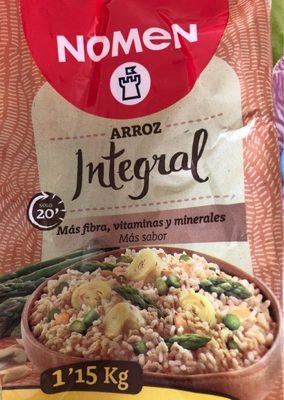 NOMEN
ARROZ
Integral
SOLO
20'
Más fibra, vitaminas y minerales
Más sabor
1'15 Kg